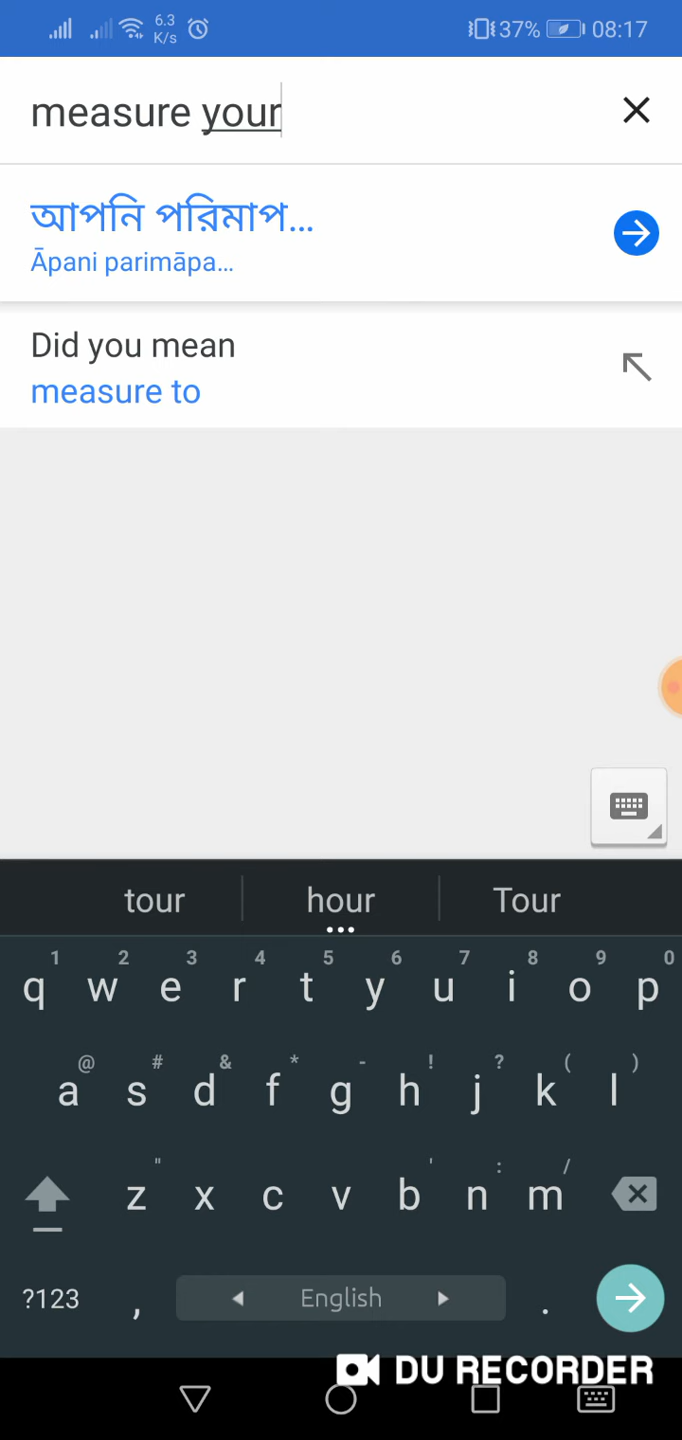 6.3
K/s
37%
08:17
measure your
আপনি পরিমাপ...
Āpani parimāpa...
Did you mean
measure to
tour
hour
Tour
1 2 3 4 5 6 7 8 9 0
q w e r t y u i o p
@ # & * - ! ? ( )
a s d f g h j k l
" ' : /
z x c v b n m
?123 , English .
DU RECORDER